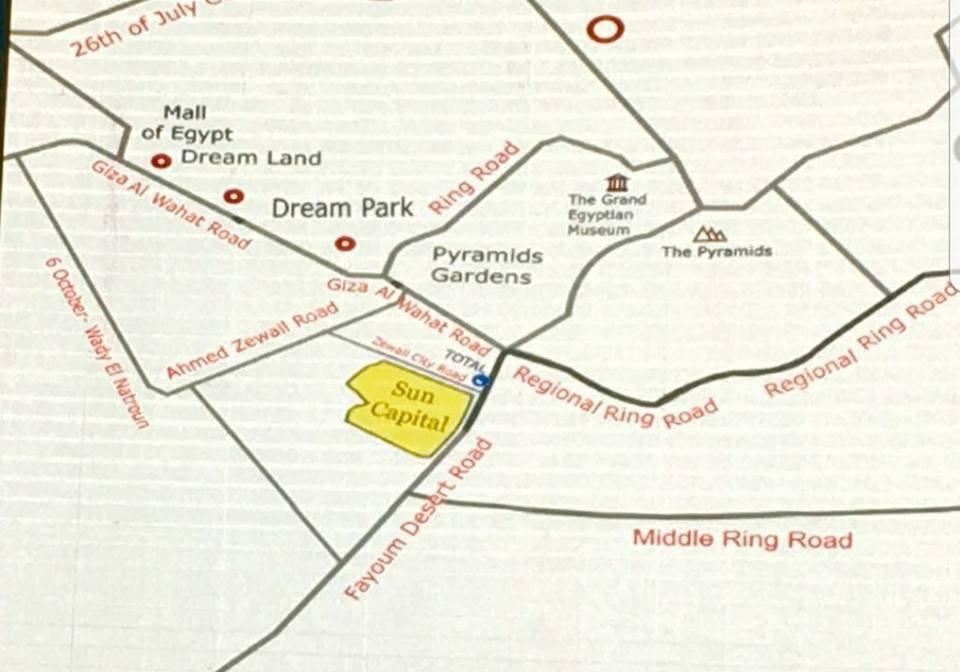 26th of July
Mall
of Egypt
Dream Land
Giza Al Wahat Road
Dream Park
Ring Road
The Grand
Egyptian
Museum
The Pyramids
Pyramids
Gardens
Giza Al Wahat Road
6 October- Wady El Natroun
Ahmed Zewail Road
Zewail City Road
TOTAL
Sun
Capital
Regional Ring Road
Regional Ring Road
Fayoum Desert Road
Middle Ring Road